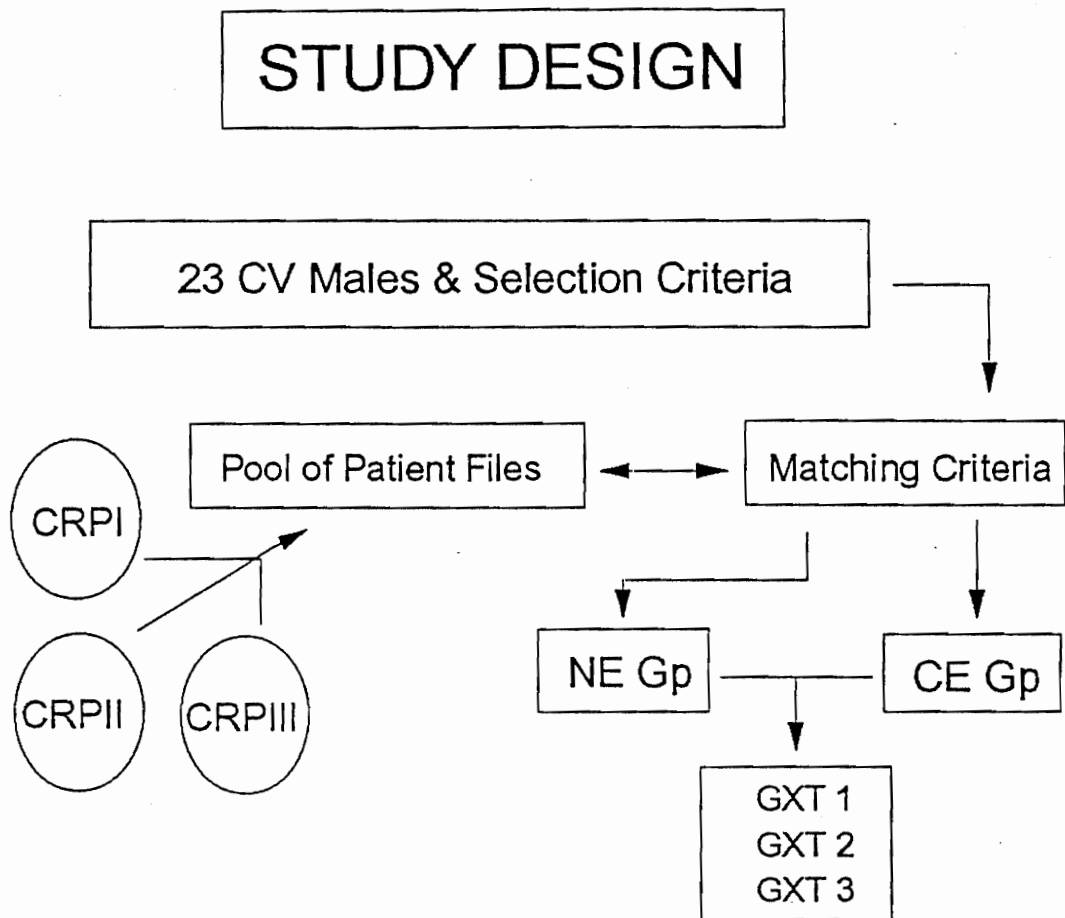 STUDY DESIGN
23 CV Males & Selection Criteria
Pool of Patient Files
Matching Criteria
CRPI
CRPII
CRPIII
NE Gp
CE Gp
GXT 1
GXT 2
GXT 3